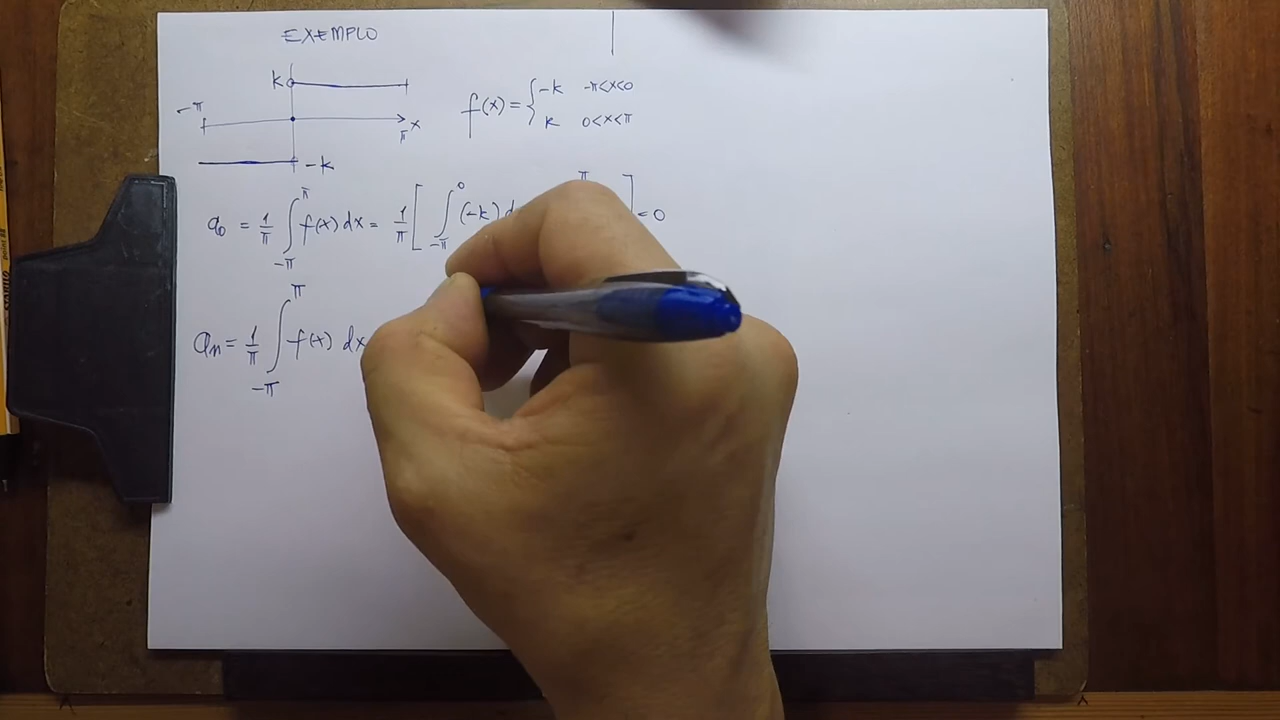 EXEMPLO
k
-π
π x
-k
f(x) = { -k -π<x<0
k 0<x<π
a₀ = 1/π ∫_{-π}^{π} f(x) dx = 1/π [ ∫_{-π}^{0} (-k) d π ] = 0
aₙ = 1/π ∫_{-π}^{π} f(x) dx